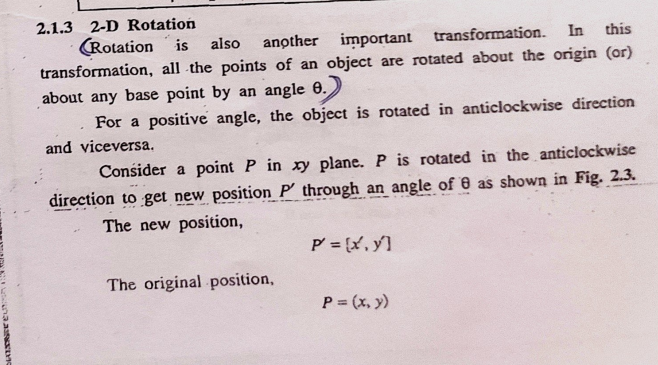 2.1.3 2-D Rotation
(Rotation is also another important transformation. In this
transformation, all the points of an object are rotated about the origin (or)
about any base point by an angle θ.)
For a positive angle, the object is rotated in anticlockwise direction
and viceversa.
Consider a point P in xy plane. P is rotated in the anticlockwise
direction to get new position P' through an angle of θ as shown in Fig. 2.3.
The new position,
P' = [x', y']
The original position,
P = (x, y)